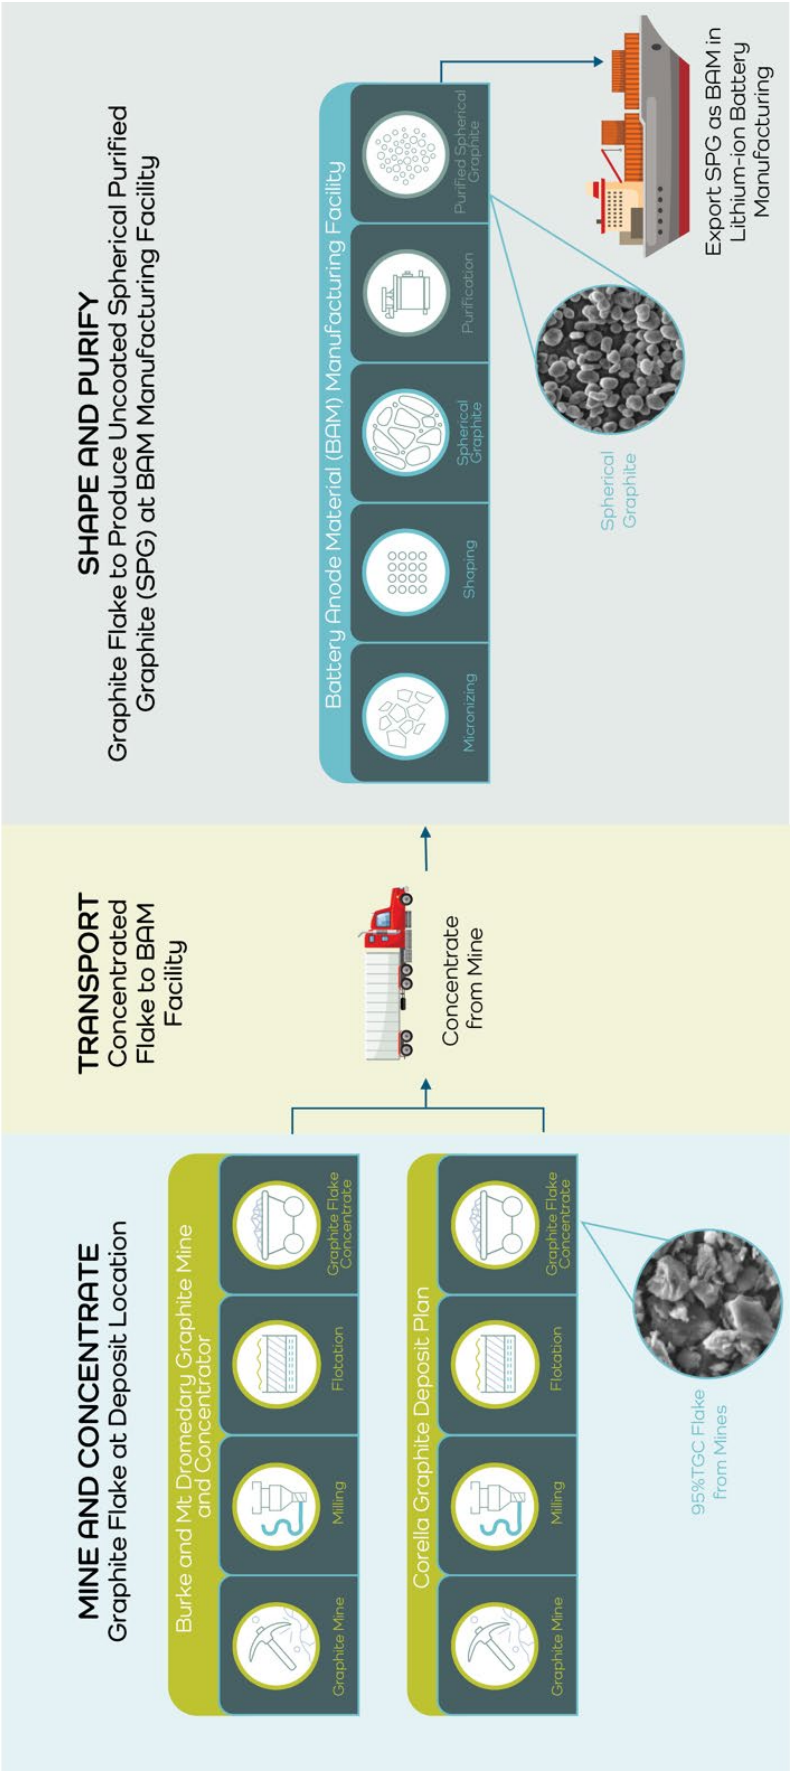 MINE AND CONCENTRATE
Graphite Flake at Deposit Location
Burke and Mt Dromedary Graphite Mine
and Concentrator
Graphite Mine
Milling
Flotation
Graphite Flake
Concentrate
Corella Graphite Deposit Plan
Graphite Mine
Milling
Flotation
Graphite Flake
Concentrate
95%TGC Flake
from Mines
TRANSPORT
Concentrated
Flake to BAM
Facility
Concentrate
from Mine
SHAPE AND PURIFY
Graphite Flake to Produce Uncoated Spherical Purified
Graphite (SPG) at BAM Manufacturing Facility
Battery Anode Material (BAM) Manufacturing Facility
Micronizing
Shaping
Spherical
Graphite
Purification
Purified Spherical
Graphite
Spherical
Graphite
Export SPG as BAM in
Lithium-ion Battery
Manufacturing